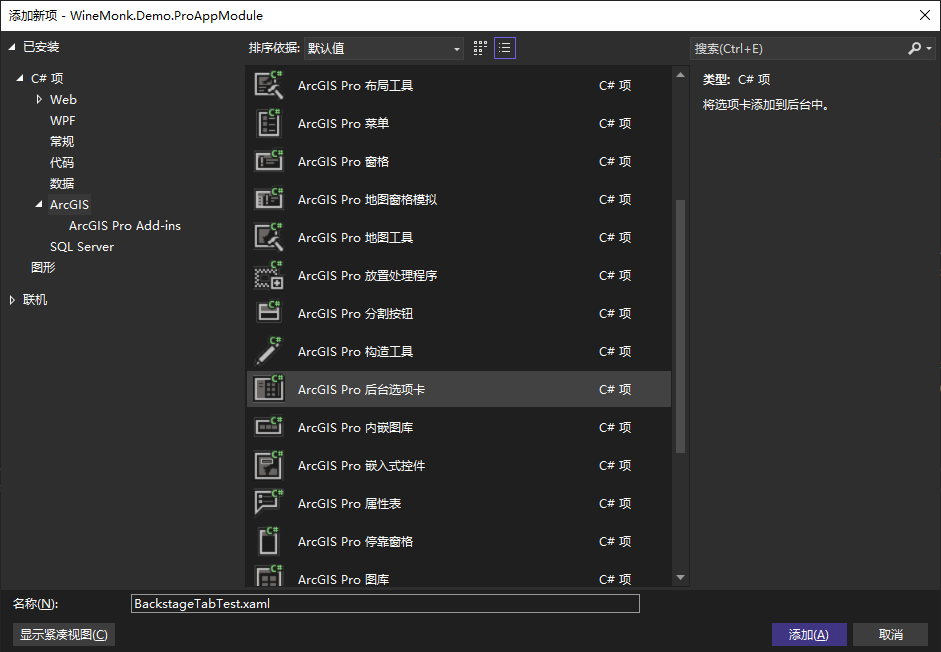 添加新项 - WineMonk.Demo.ProAppModule
已安装
排序依据: 默认值
搜索(Ctrl+E)
C# 项
Web
WPF
常规
代码
数据
ArcGIS
ArcGIS Pro Add-ins
SQL Server
图形
联机
ArcGIS Pro 布局工具 C# 项
ArcGIS Pro 菜单 C# 项
ArcGIS Pro 窗格 C# 项
ArcGIS Pro 地图窗格模拟 C# 项
ArcGIS Pro 地图工具 C# 项
ArcGIS Pro 放置处理程序 C# 项
ArcGIS Pro 分割按钮 C# 项
ArcGIS Pro 构造工具 C# 项
ArcGIS Pro 后台选项卡 C# 项
ArcGIS Pro 内嵌图库 C# 项
ArcGIS Pro 嵌入式控件 C# 项
ArcGIS Pro 属性表 C# 项
ArcGIS Pro 停靠窗格 C# 项
ArcGIS Pro 图库 C# 项
类型: C# 项
将选项卡添加到后台中。
名称(N): BackstageTabTest.xaml
显示紧凑视图(C)
添加(A)
取消